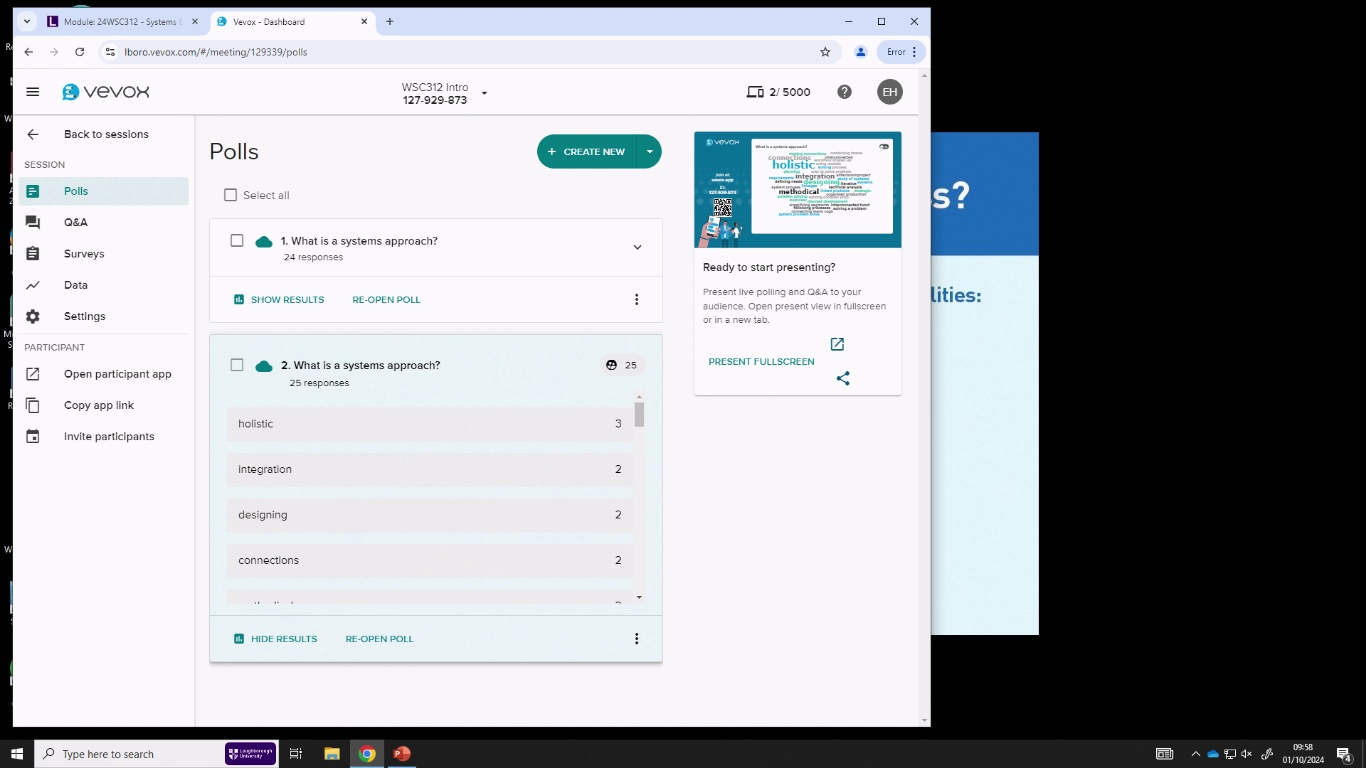 Module: 24WSC312 - Systems E
Vevox - Dashboard
lboro.vevox.com/#/meeting/129339/polls
Error
vevox
WSC312 Intro
127-929-873
2/ 5000
EH
Back to sessions
SESSION
Polls
Q&A
Surveys
Data
Settings
PARTICIPANT
Open participant app
Copy app link
Invite participants
Polls
CREATE NEW
Select all
1. What is a systems approach?
24 responses
SHOW RESULTS
RE-OPEN POLL
2. What is a systems approach?
25
25 responses
holistic 3
integration 2
designing 2
connections 2
HIDE RESULTS
RE-OPEN POLL
vevox
What is a systems approach?
connections
holistic
integration
designing
methodical
Ready to start presenting?
Present live polling and Q&A to your
audience. Open present view in fullscreen
or in a new tab.
PRESENT FULLSCREEN
s?
lities:
Type here to search
Loughborough
University
09:58
01/10/2024
4